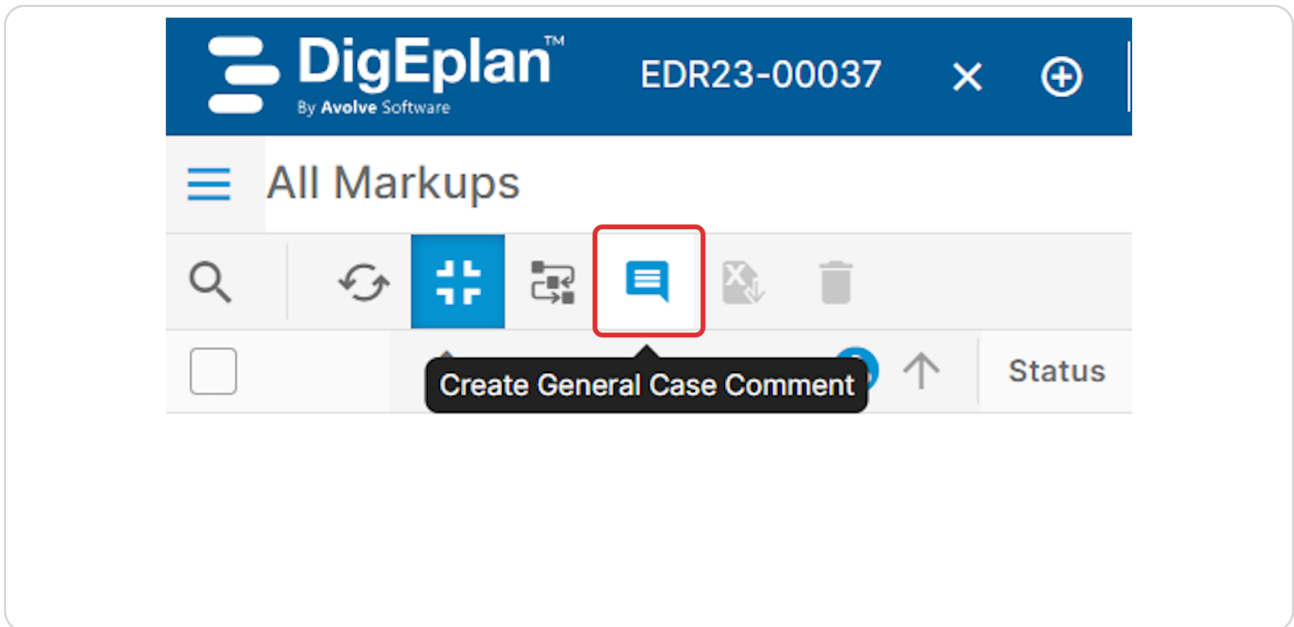 DigEplan™
By Avolve Software
EDR23-00037
All Markups
Create General Case Comment
Status